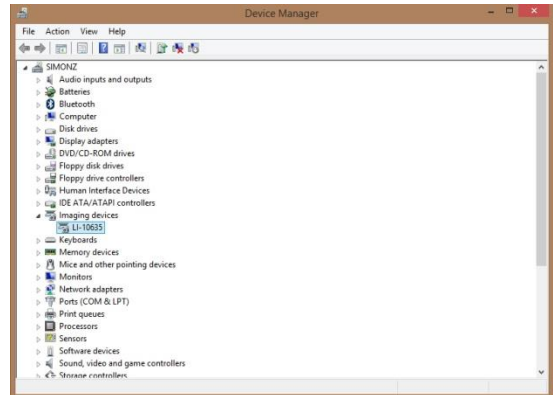 Device Manager
File Action View Help
SIMONZ
Audio inputs and outputs
Batteries
Bluetooth
Computer
Disk drives
Display adapters
DVD/CD-ROM drives
Floppy disk drives
Floppy drive controllers
Human Interface Devices
IDE ATA/ATAPI controllers
Imaging devices
LI-10635
Keyboards
Memory devices
Mice and other pointing devices
Monitors
Network adapters
Ports (COM & LPT)
Print queues
Processors
Sensors
Software devices
Sound, video and game controllers
Storage controllers